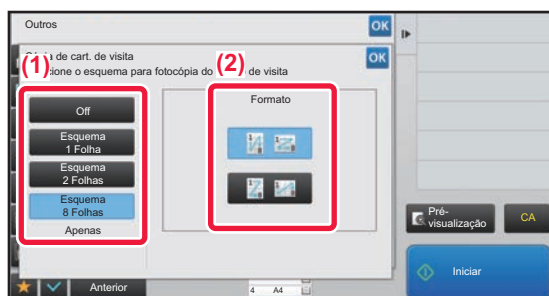 Outros
OK
de cart. de visita
OK
cione o esquema para fotocópia do
de visita
(1)
(2)
Off
Esquema
1 Folha
Esquema
2 Folhas
Esquema
8 Folhas
Apenas
Formato
Pré-
visualização
CA
Iniciar
Anterior
4 A4